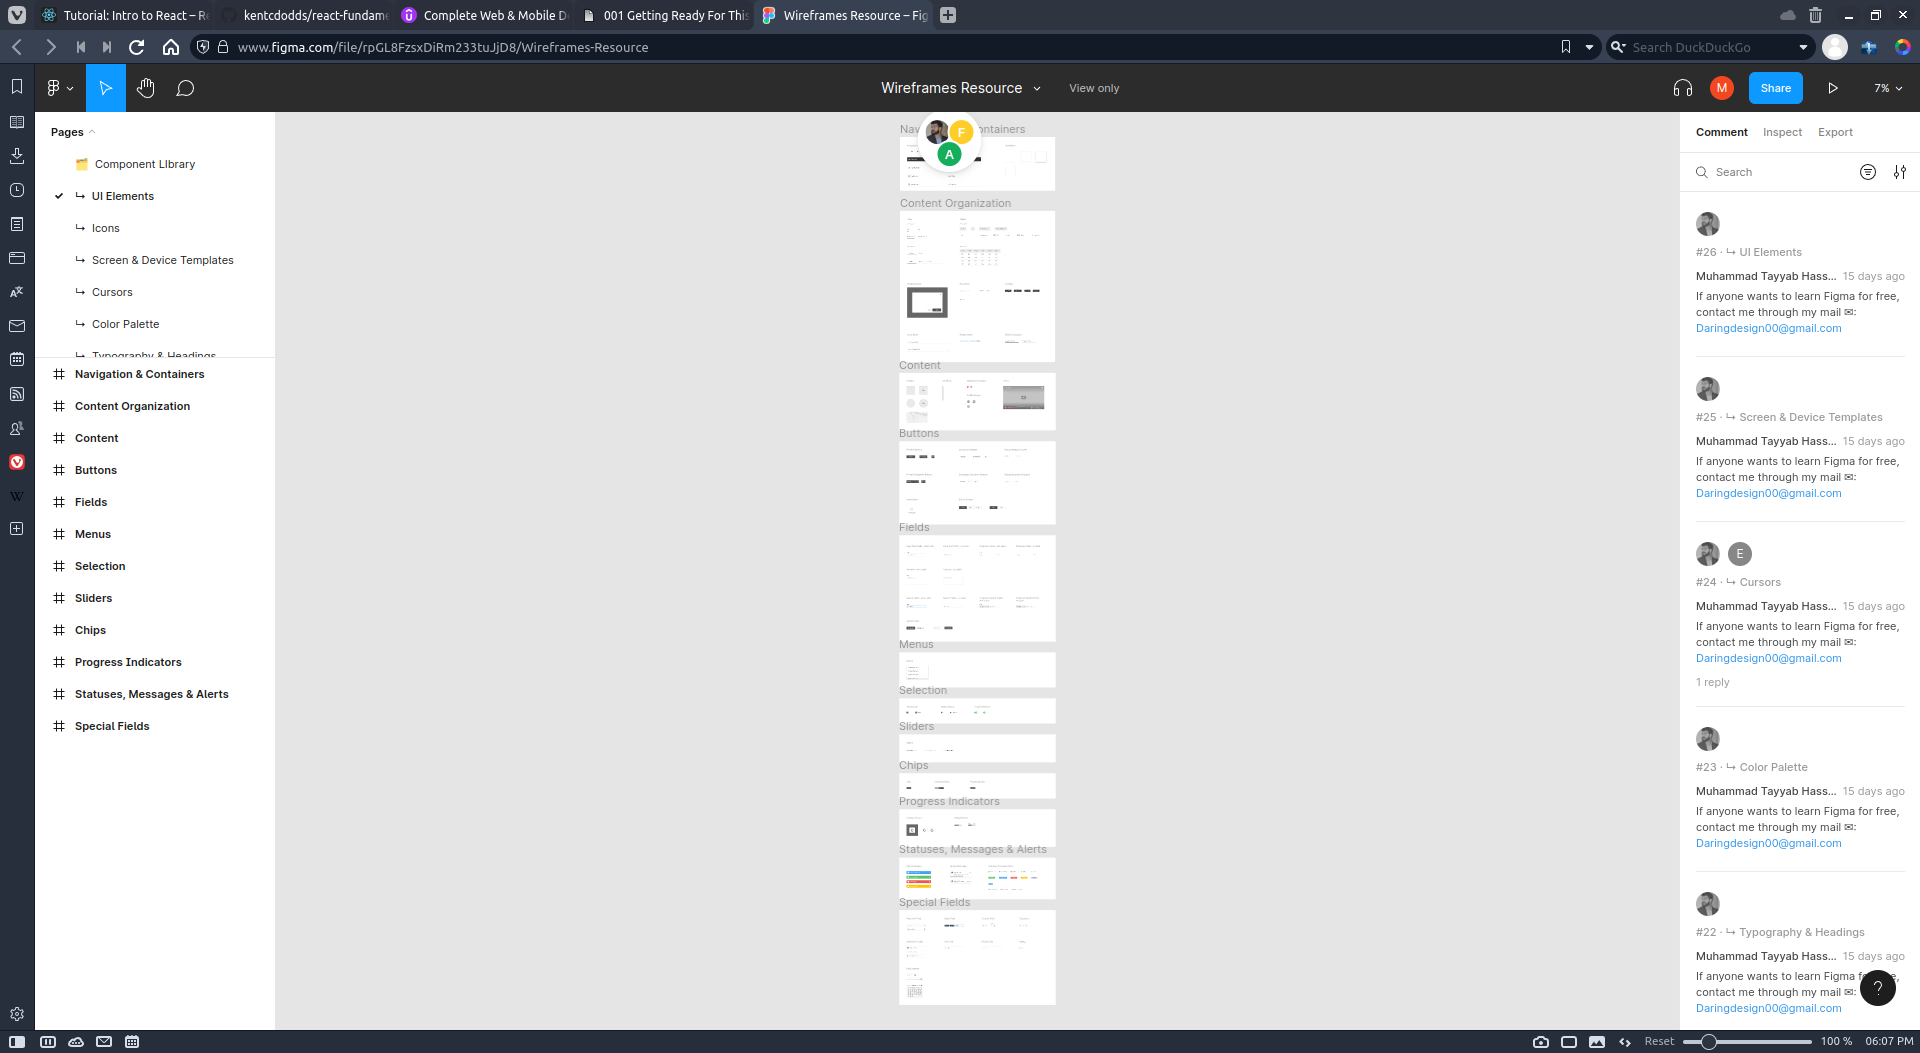 Tutorial: Intro to React – Re
kentcdodds/react-fundame
Complete Web & Mobile D
001 Getting Ready For This
Wireframes Resource – Fig
www.figma.com/file/rpGL8FzsxDiRm233tuJjD8/Wireframes-Resource
Search DuckDuckGo
Wireframes Resource
View only
M
Share
7%
Pages
Component LIbrary
UI Elements
Icons
Screen & Device Templates
Cursors
Color Palette
Typography & Headings
Navigation & Containers
Content Organization
Content
Buttons
Fields
Menus
Selection
Sliders
Chips
Progress Indicators
Statuses, Messages & Alerts
Special Fields
F
A
Content Organization
Content
Buttons
Fields
Menus
Selection
Sliders
Chips
Progress Indicators
Statuses, Messages & Alerts
Special Fields
Comment
Inspect
Export
Search
#26 · UI Elements
Muhammad Tayyab Hass... 15 days ago
If anyone wants to learn Figma for free,
contact me through my mail ✉:
Daringdesign00@gmail.com
#25 · Screen & Device Templates
Muhammad Tayyab Hass... 15 days ago
If anyone wants to learn Figma for free,
contact me through my mail ✉:
Daringdesign00@gmail.com
E
#24 · Cursors
Muhammad Tayyab Hass... 15 days ago
If anyone wants to learn Figma for free,
contact me through my mail ✉:
Daringdesign00@gmail.com
1 reply
#23 · Color Palette
Muhammad Tayyab Hass... 15 days ago
If anyone wants to learn Figma for free,
contact me through my mail ✉:
Daringdesign00@gmail.com
#22 · Typography & Headings
Muhammad Tayyab Hass... 15 days ago
If anyone wants to learn Figma
contact me through my mail ✉:
Daringdesign00@gmail.com
?
Reset
100 %
06:07 PM